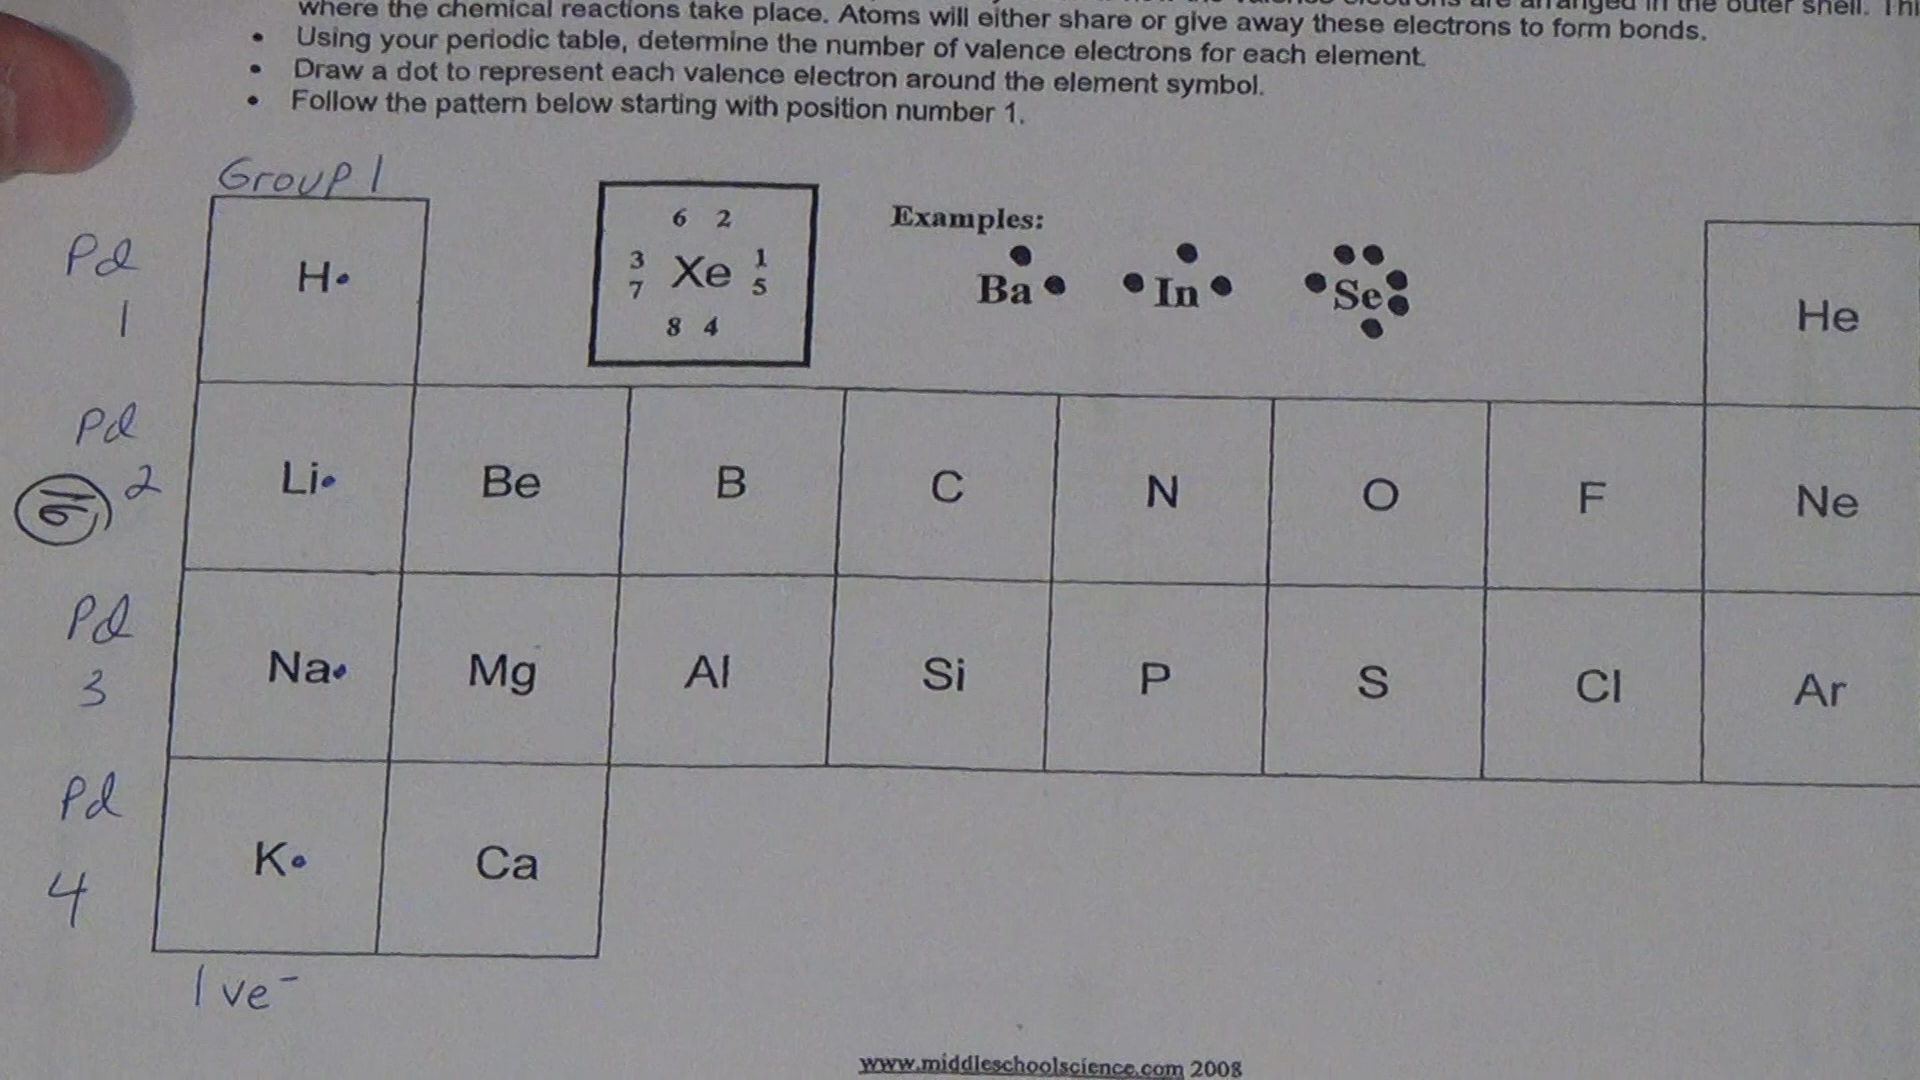 where the chemical reactions take place. Atoms will either share or give away these electrons to form bonds.
• Using your periodic table, determine the number of valence electrons for each element.
• Draw a dot to represent each valence electron around the element symbol.
• Follow the pattern below starting with position number 1.
Group 1
Pd 1
H
6 2
3 Xe 1
7 5
8 4
Examples:
Ba In Se
He
Pd 2
Li Be B C N O F Ne
Pd 3
Na Mg Al Si P S Cl Ar
Pd 4
K Ca
1 ve-
www.middleschoolscience.com 2008